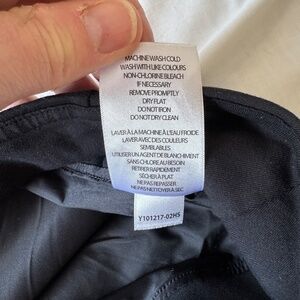 MACHINE WASH COLD
WASH WITH LIKE COLOURS
NON-CHLORINE BLEACH
IF NECESSARY
REMOVE PROMPTLY
DRY FLAT
DO NOT IRON
DO NOT DRY CLEAN
LAVER À LA MACHINE À L'EAU FROIDE
LAVER AVEC DES COULEURS
SEMBLABLES
UTILISER UN AGENT DE BLANCHIMENT
SANS CHLORE AU BESOIN
RETIRER RAPIDEMENT
SÉCHER À PLAT
NE PAS REPASSER
NE PAS NETTOYER À SEC
Y101217-02HS